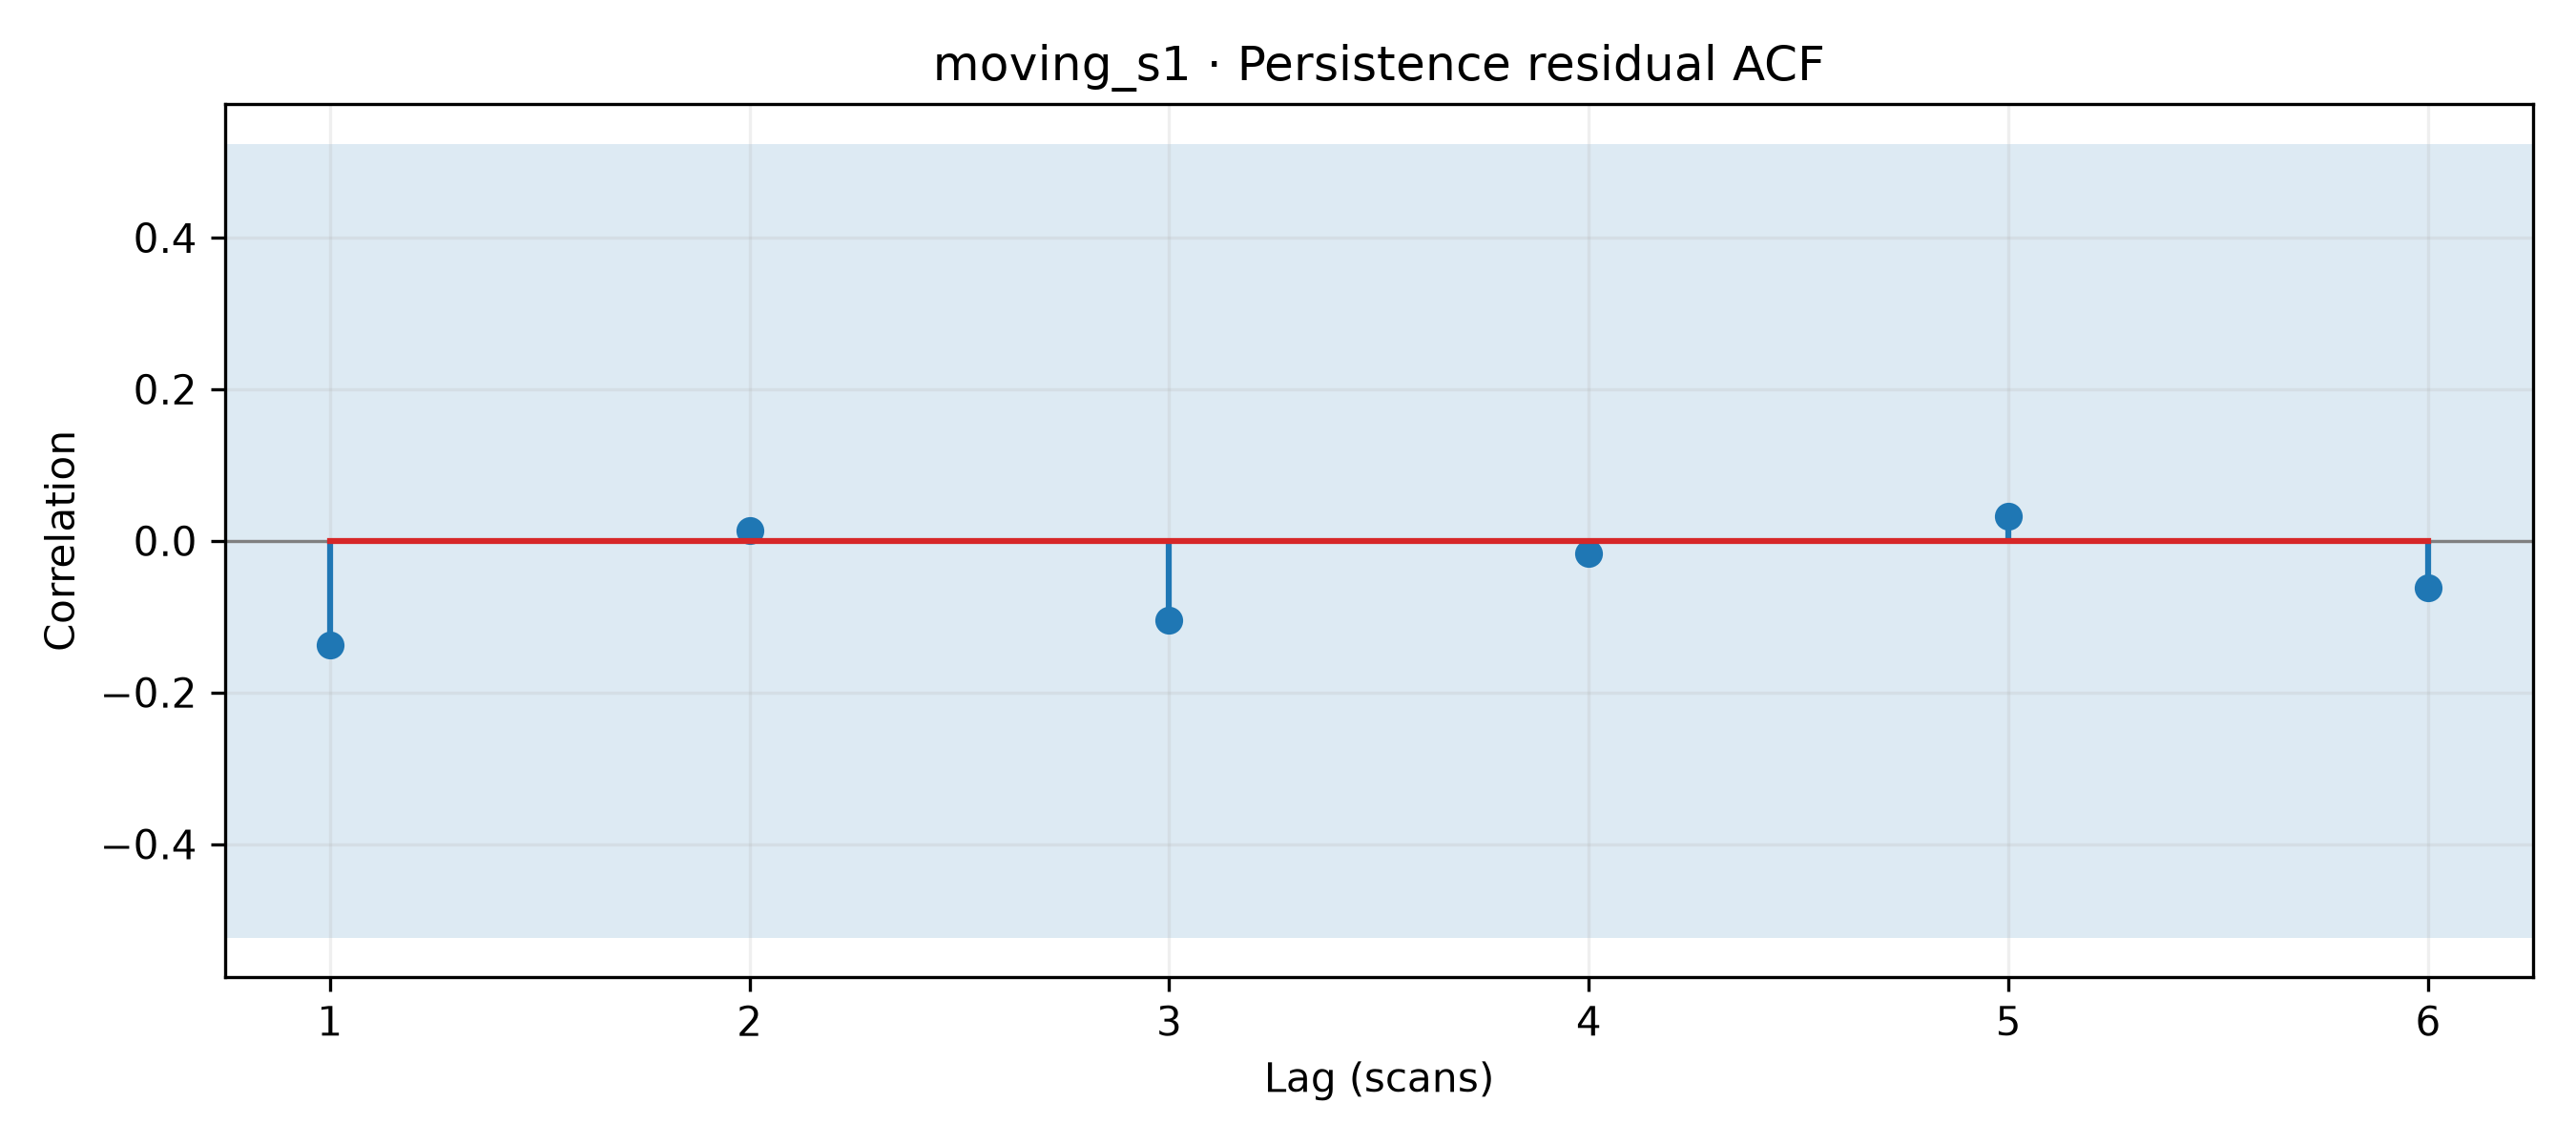 moving_s1 · Persistence residual ACF
Correlation
0.4
0.2
0.0
−0.2
−0.4
1 2 3 4 5 6
Lag (scans)